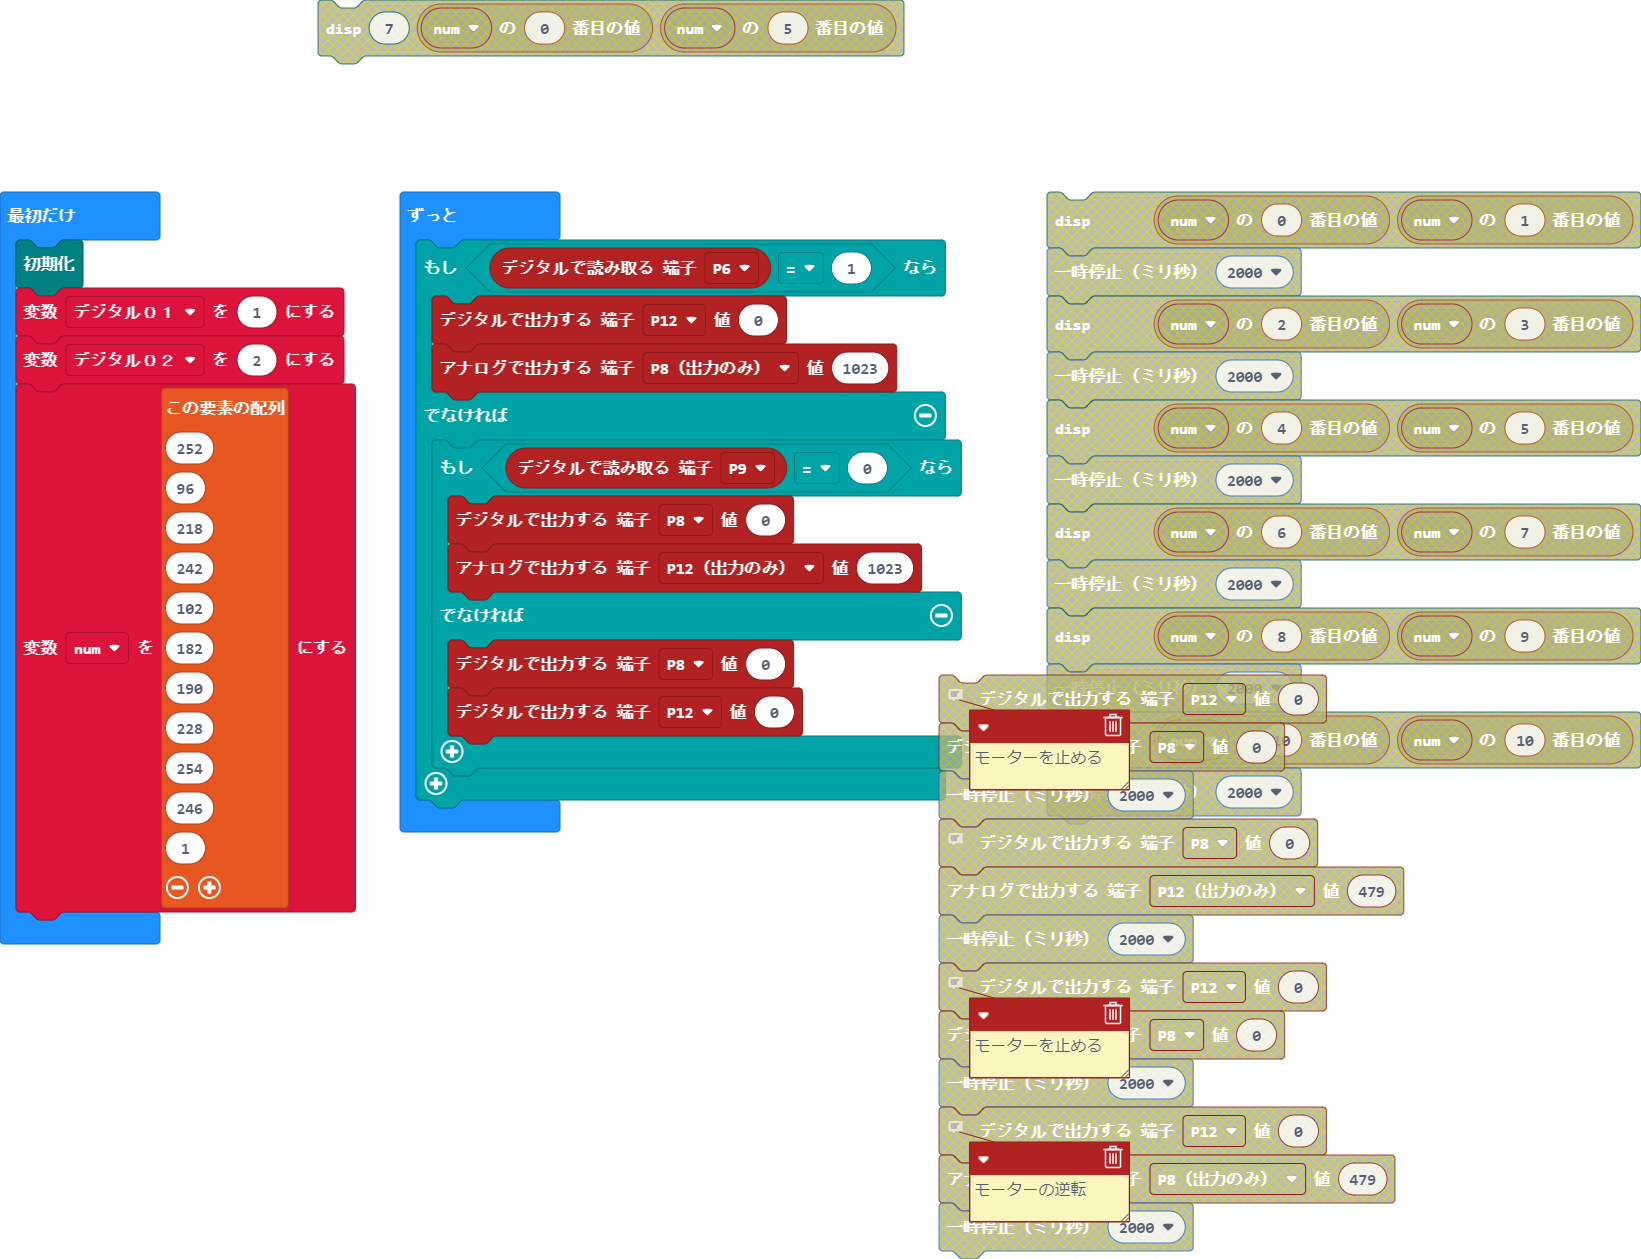 disp 7 num の 0 番目の値 num の 5 番目の値
最初だけ
初期化
変数 デジタル０１ を 1 にする
変数 デジタル０２ を 2 にする
変数 num を この要素の配列 にする
252
96
218
242
102
182
190
228
254
246
1
ずっと
もし デジタルで読み取る 端子 P6 = 1 なら
デジタルで出力する 端子 P12 値 0
アナログで出力する 端子 P8（出力のみ） 値 1023
でなければ
もし デジタルで読み取る 端子 P9 = 0 なら
デジタルで出力する 端子 P8 値 0
アナログで出力する 端子 P12（出力のみ） 値 1023
でなければ
デジタルで出力する 端子 P8 値 0
デジタルで出力する 端子 P12 値 0
disp num の 0 番目の値 num の 1 番目の値
一時停止（ミリ秒） 2000
disp num の 2 番目の値 num の 3 番目の値
一時停止（ミリ秒） 2000
disp num の 4 番目の値 num の 5 番目の値
一時停止（ミリ秒） 2000
disp num の 6 番目の値 num の 7 番目の値
一時停止（ミリ秒） 2000
disp num の 8 番目の値 num の 9 番目の値
番目の値 num の 10 番目の値
2000
デジタルで出力する 端子 P12 値 0
モーターを止める
P8 値 0
一時停止（ミリ秒） 2000
デジタルで出力する 端子 P8 値 0
アナログで出力する 端子 P12（出力のみ） 値 479
一時停止（ミリ秒） 2000
デジタルで出力する 端子 P12 値 0
モーターを止める
P8 値 0
一時停止（ミリ秒） 2000
デジタルで出力する 端子 P12 値 0
モーターの逆転
P8（出力のみ） 値 479
一時停止（ミリ秒） 2000